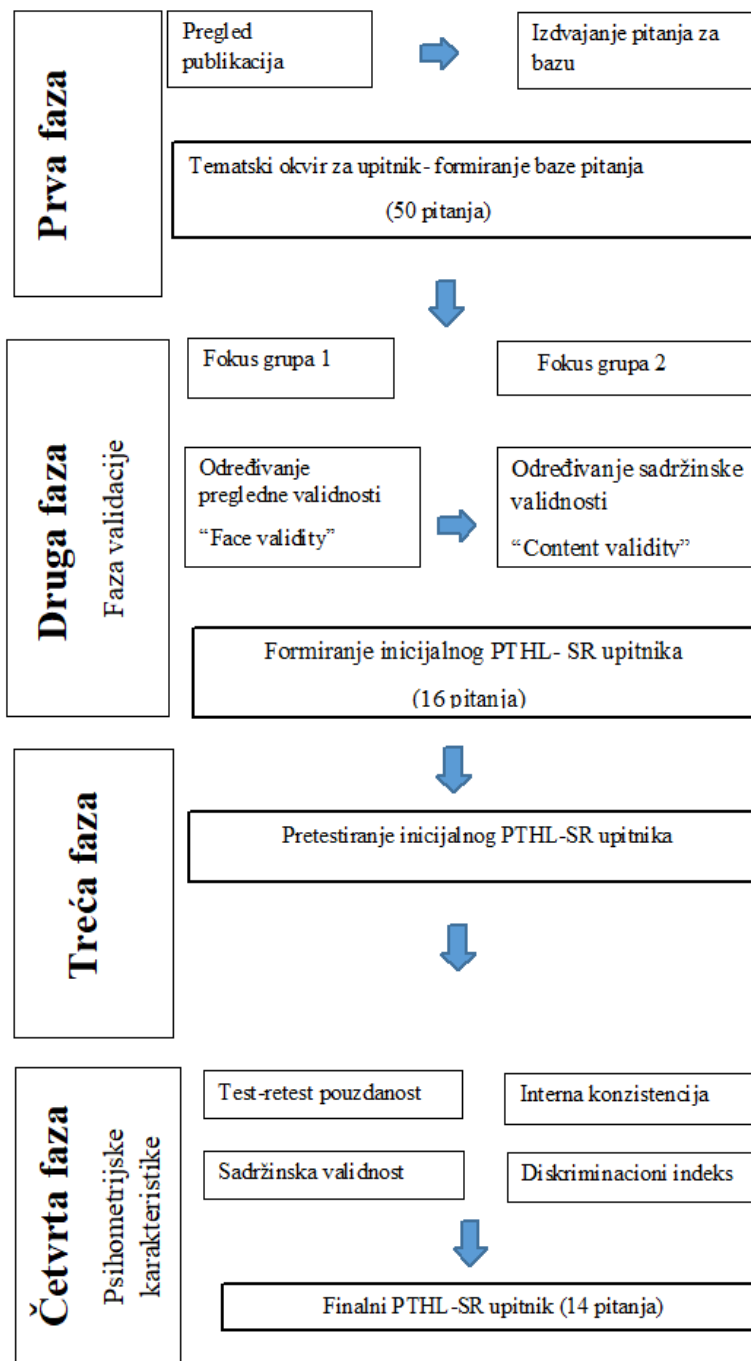 Prva faza
Pregled
publikacija
Izdvajanje pitanja za
bazu
Tematski okvir za upitnik- formiranje baze pitanja
(50 pitanja)
Druga faza
Faza validacije
Fokus grupa 1
Fokus grupa 2
Određivanje
pregledne validnosti
“Face validity”
Određivanje sadržinske
validnosti
“Content validity”
Formiranje inicijalnog PTHL- SR upitnika
(16 pitanja)
Treća faza
Pretestiranje inicijalnog PTHL-SR upitnika
Četvrta faza
Psihometrijske
karakteristike
Test-retest pouzdanost
Interna konzistencija
Sadržinska validnost
Diskriminacioni indeks
Finalni PTHL-SR upitnik (14 pitanja)